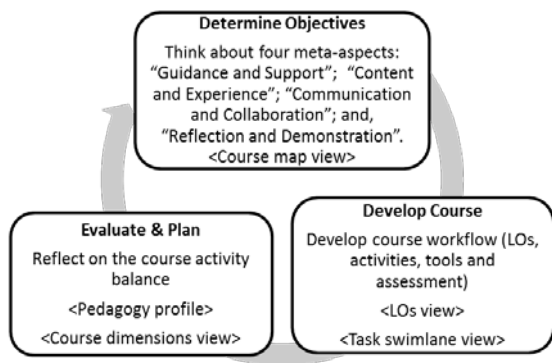 Determine Objectives
Think about four meta-aspects:
“Guidance and Support”; “Content
and Experience”; “Communication
and Collaboration”; and,
“Reflection and Demonstration”.
<Course map view>
Evaluate & Plan
Reflect on the course activity
balance
<Pedagogy profile>
<Course dimensions view>
Develop Course
Develop course workflow (LOs,
activities, tools and
assessment)
<LOs view>
<Task swimlane view>